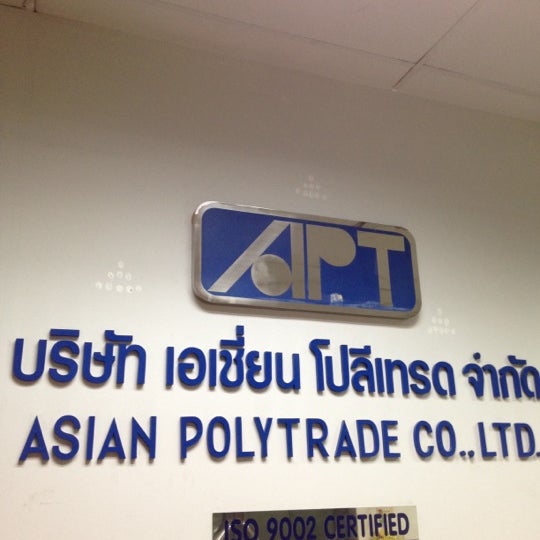 APT
บริษัท เอเชี่ยน โปลีเทรด จำกัด
ASIAN POLYTRADE CO.,LTD.
ISO 9002 CERTIFIED